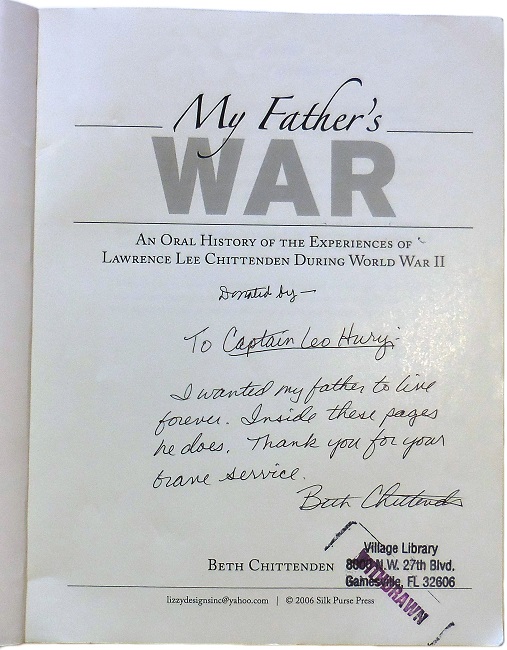 My Father's
WAR
An Oral History of the Experiences of
Lawrence Lee Chittenden During World War II
Donated by —
To Captain Leo Hury:
I wanted my father to live
forever. Inside these pages
he does. Thank you for your
brave service.
Beth Chittenden
Beth Chittenden
Village Library
8000 N.W. 27th Blvd.
Gainesville, FL 32606
WITHDRAWN
lizzydesignsinc@yahoo.com | © 2006 Silk Purse Press